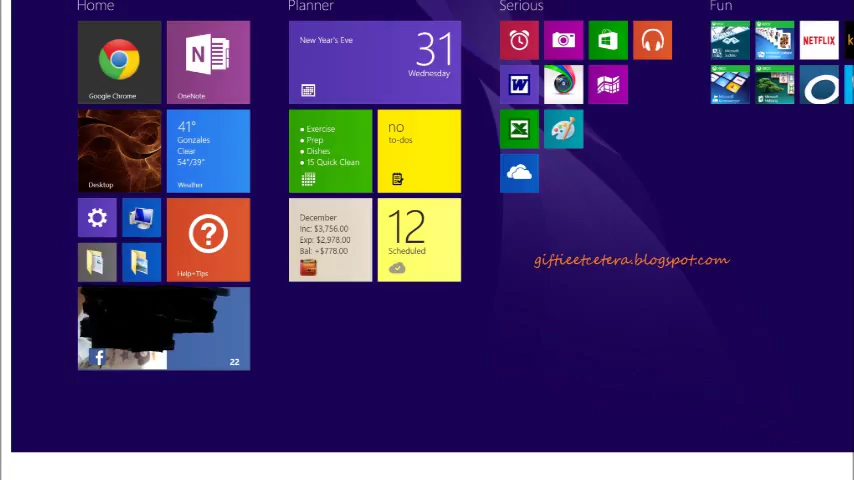 Home
Planner
Serious
Fun
Google Chrome
N
OneNote
New Year's Eve
31
Wednesday
NETFLIX
W
Desktop
41°
Gonzales
Clear
54°/39°
Weather
• Exercise
• Prep
• Dishes
• 15 Quick Clean
no
to-dos
X
?
Help+Tips
December
Inc: $3,756.00
Exp: $2,978.00
Bal: +$778.00
12
Scheduled
giftieetcetera.blogspot.com
f
22